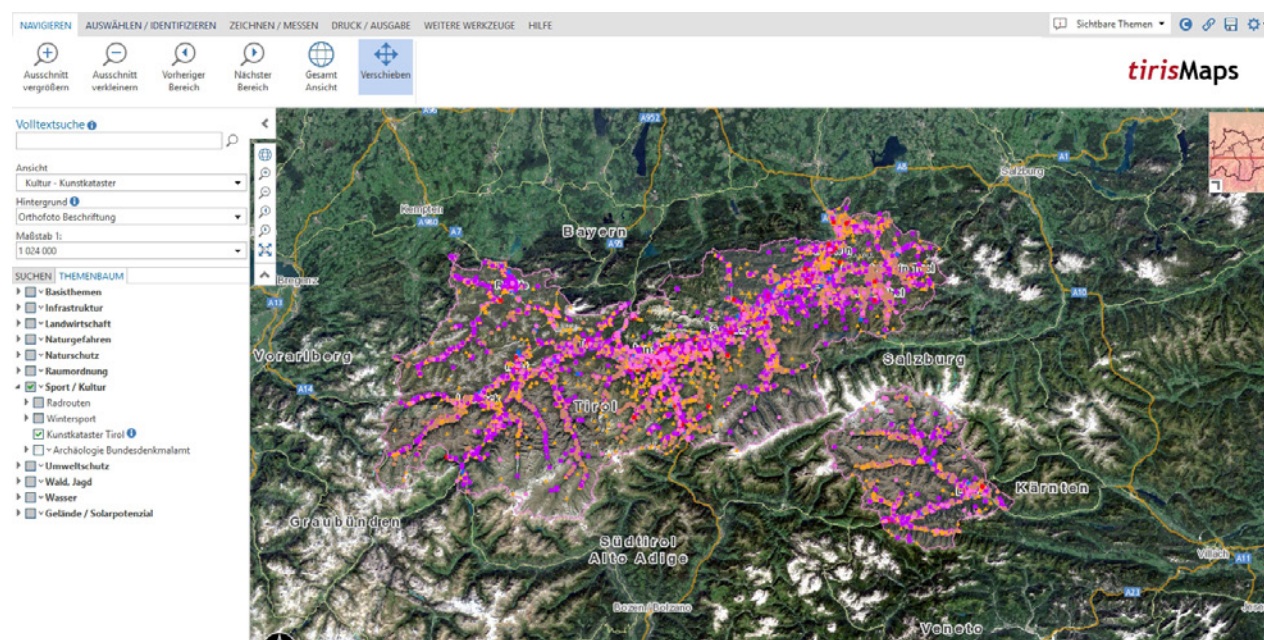 NAVIGIEREN AUSWÄHLEN / IDENTIFIZIEREN ZEICHNEN / MESSEN DRUCK / AUSGABE WEITERE WERKZEUGE HILFE
Sichtbare Themen
Ausschnitt vergrößern
Ausschnitt verkleinern
Vorheriger Bereich
Nächster Bereich
Gesamt Ansicht
Verschieben
tirisMaps
Volltextsuche
Ansicht
Kultur - Kunstkataster
Hintergrund
Orthofoto Beschriftung
Maßstab 1:
1 024 000
SUCHEN THEMENBAUM
Basisthemen
Infrastruktur
Landwirtschaft
Naturgefahren
Naturschutz
Raumordnung
Sport / Kultur
Radrouten
Wintersport
Kunstkataster Tirol
Archäologie Bundesdenkmalamt
Umweltschutz
Wald, Jagd
Wasser
Gelände / Solarpotenzial
A96
A952
A8
A1
Salzburg
Kempten
A980
A7
Bayern
A95
Bregenz
A13
A10
Vorarlberg
Salzburg
A14
Tirol
Kärnten
Graubünden
Südtirol
Alto Adige
Villach
A11
A23
Bozen / Bolzano
Veneto